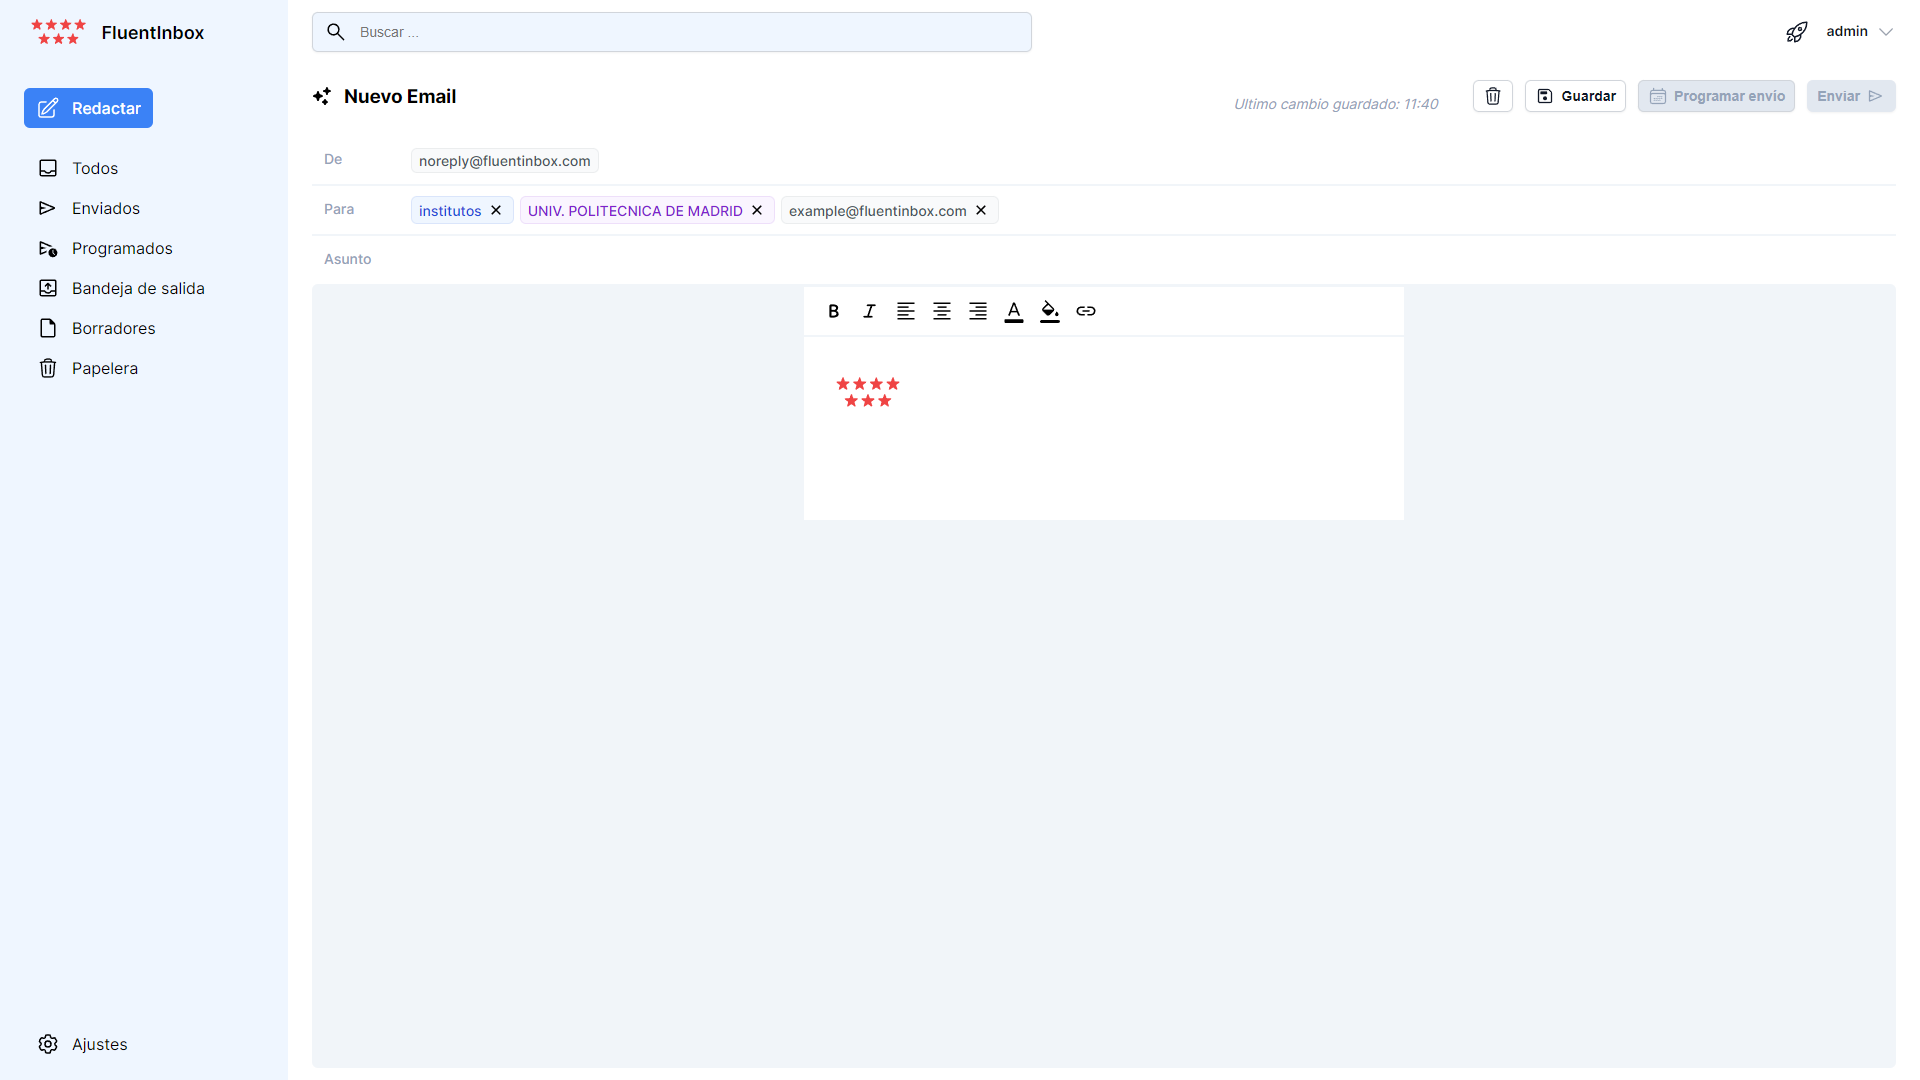 FluentInbox
Buscar ...
admin
Redactar
Nuevo Email
Ultimo cambio guardado: 11:40
Guardar
Programar envío
Enviar
De
noreply@fluentinbox.com
Para
institutos
UNIV. POLITECNICA DE MADRID
example@fluentinbox.com
Asunto
B I A
Todos
Enviados
Programados
Bandeja de salida
Borradores
Papelera
Ajustes